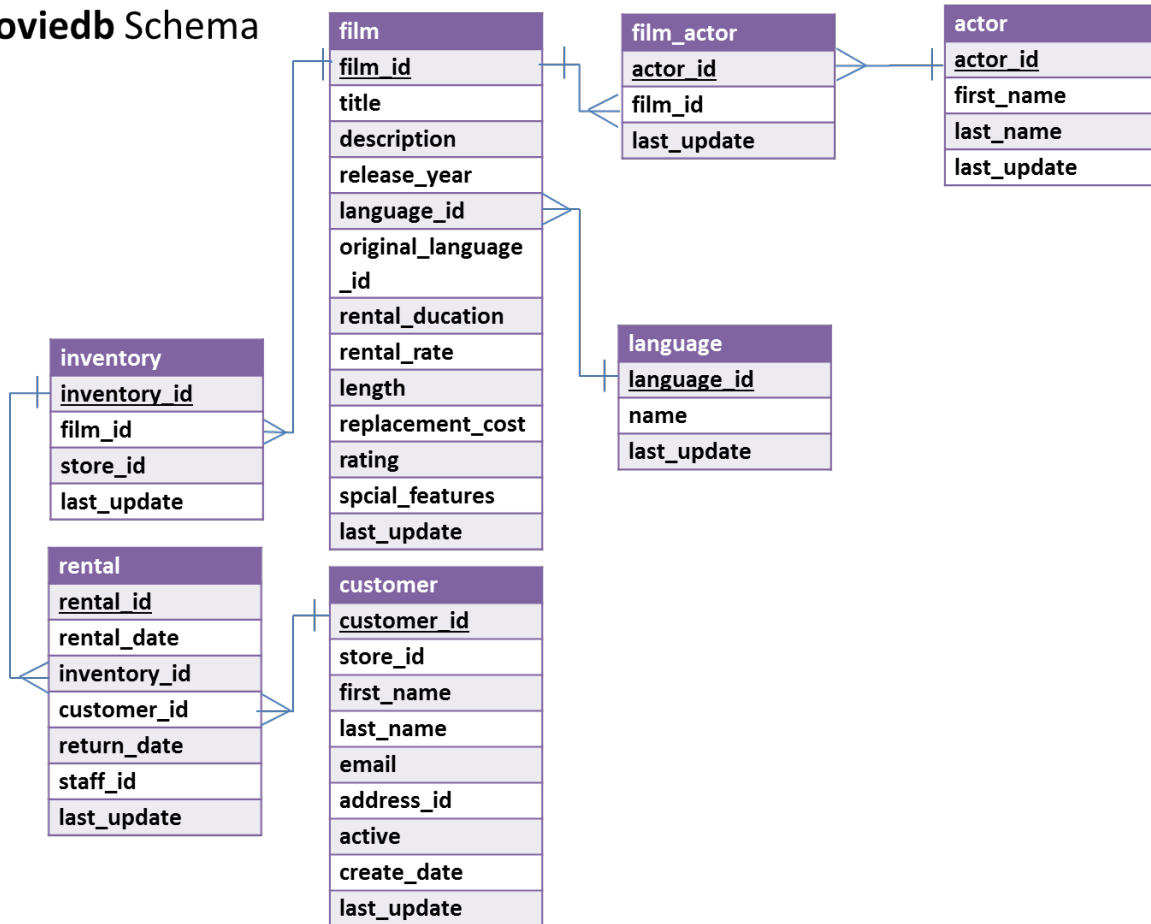 oviedb Schema
film
film_id
title
description
release_year
language_id
original_language
_id
rental_ducation
rental_rate
length
replacement_cost
rating
spcial_features
last_update
film_actor
actor_id
film_id
last_update
actor
actor_id
first_name
last_name
last_update
language
language_id
name
last_update
inventory
inventory_id
film_id
store_id
last_update
rental
rental_id
rental_date
inventory_id
customer_id
return_date
staff_id
last_update
customer
customer_id
store_id
first_name
last_name
email
address_id
active
create_date
last_update